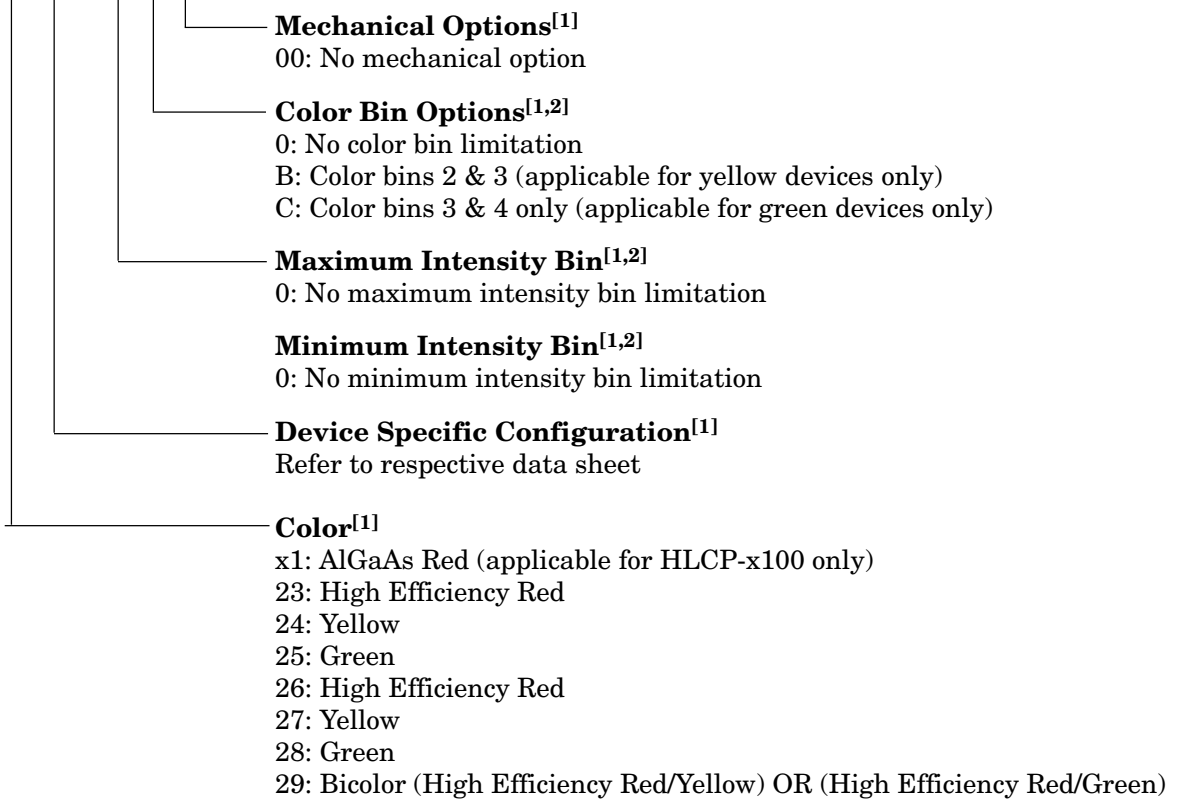 Mechanical Options[1]
00: No mechanical option
Color Bin Options[1,2]
0: No color bin limitation
B: Color bins 2 & 3 (applicable for yellow devices only)
C: Color bins 3 & 4 only (applicable for green devices only)
Maximum Intensity Bin[1,2]
0: No maximum intensity bin limitation
Minimum Intensity Bin[1,2]
0: No minimum intensity bin limitation
Device Specific Configuration[1]
Refer to respective data sheet
Color[1]
x1: AlGaAs Red (applicable for HLCP-x100 only)
23: High Efficiency Red
24: Yellow
25: Green
26: High Efficiency Red
27: Yellow
28: Green
29: Bicolor (High Efficiency Red/Yellow) OR (High Efficiency Red/Green)